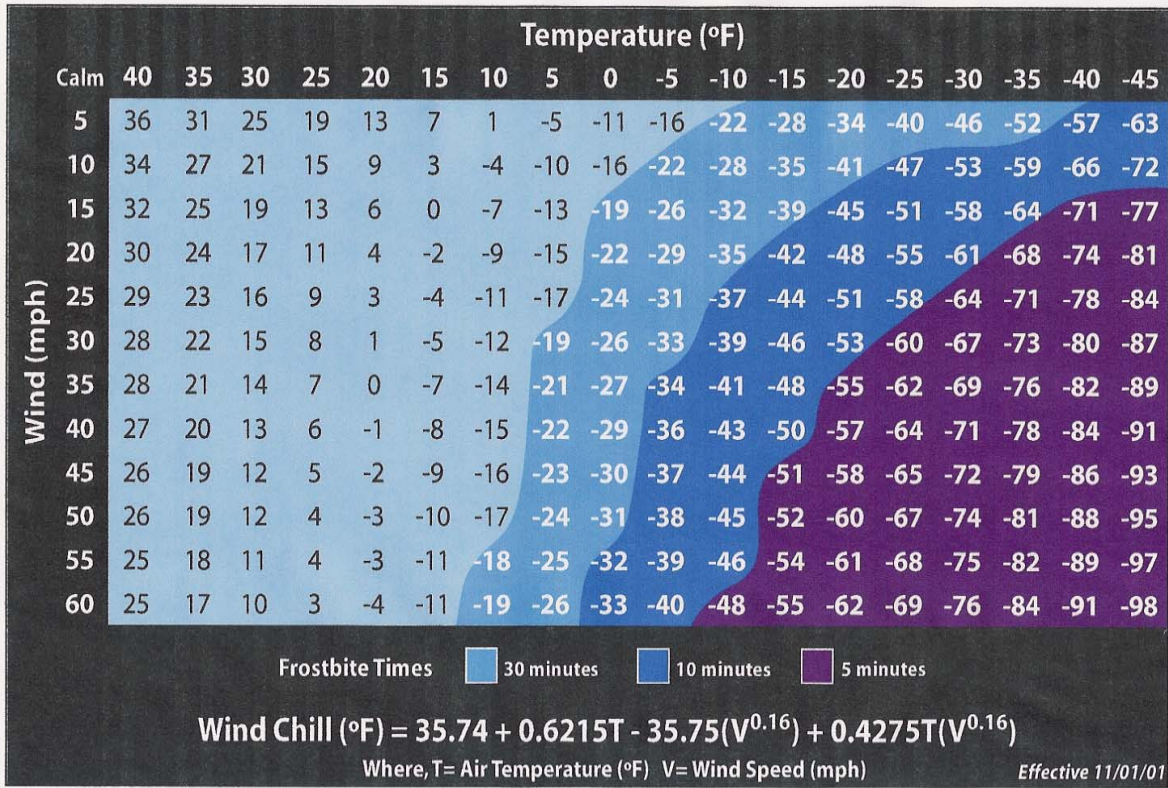 Temperature (ºF)
Calm 40 35 30 25 20 15 10 5 0 -5 -10 -15 -20 -25 -30 -35 -40 -45
5 36 31 25 19 13 7 1 -5 -11 -16 -22 -28 -34 -40 -46 -52 -57 -63
10 34 27 21 15 9 3 -4 -10 -16 -22 -28 -35 -41 -47 -53 -59 -66 -72
15 32 25 19 13 6 0 -7 -13 -19 -26 -32 -39 -45 -51 -58 -64 -71 -77
20 30 24 17 11 4 -2 -9 -15 -22 -29 -35 -42 -48 -55 -61 -68 -74 -81
25 29 23 16 9 3 -4 -11 -17 -24 -31 -37 -44 -51 -58 -64 -71 -78 -84
30 28 22 15 8 1 -5 -12 -19 -26 -33 -39 -46 -53 -60 -67 -73 -80 -87
35 28 21 14 7 0 -7 -14 -21 -27 -34 -41 -48 -55 -62 -69 -76 -82 -89
40 27 20 13 6 -1 -8 -15 -22 -29 -36 -43 -50 -57 -64 -71 -78 -84 -91
45 26 19 12 5 -2 -9 -16 -23 -30 -37 -44 -51 -58 -65 -72 -79 -86 -93
50 26 19 12 4 -3 -10 -17 -24 -31 -38 -45 -52 -60 -67 -74 -81 -88 -95
55 25 18 11 4 -3 -11 -18 -25 -32 -39 -46 -54 -61 -68 -75 -82 -89 -97
60 25 17 10 3 -4 -11 -19 -26 -33 -40 -48 -55 -62 -69 -76 -84 -91 -98
Wind (mph)
Frostbite Times 30 minutes 10 minutes 5 minutes
Wind Chill (ºF) = 35.74 + 0.6215T - 35.75(V^0.16) + 0.4275T(V^0.16)
Where, T= Air Temperature (ºF) V= Wind Speed (mph) Effective 11/01/01